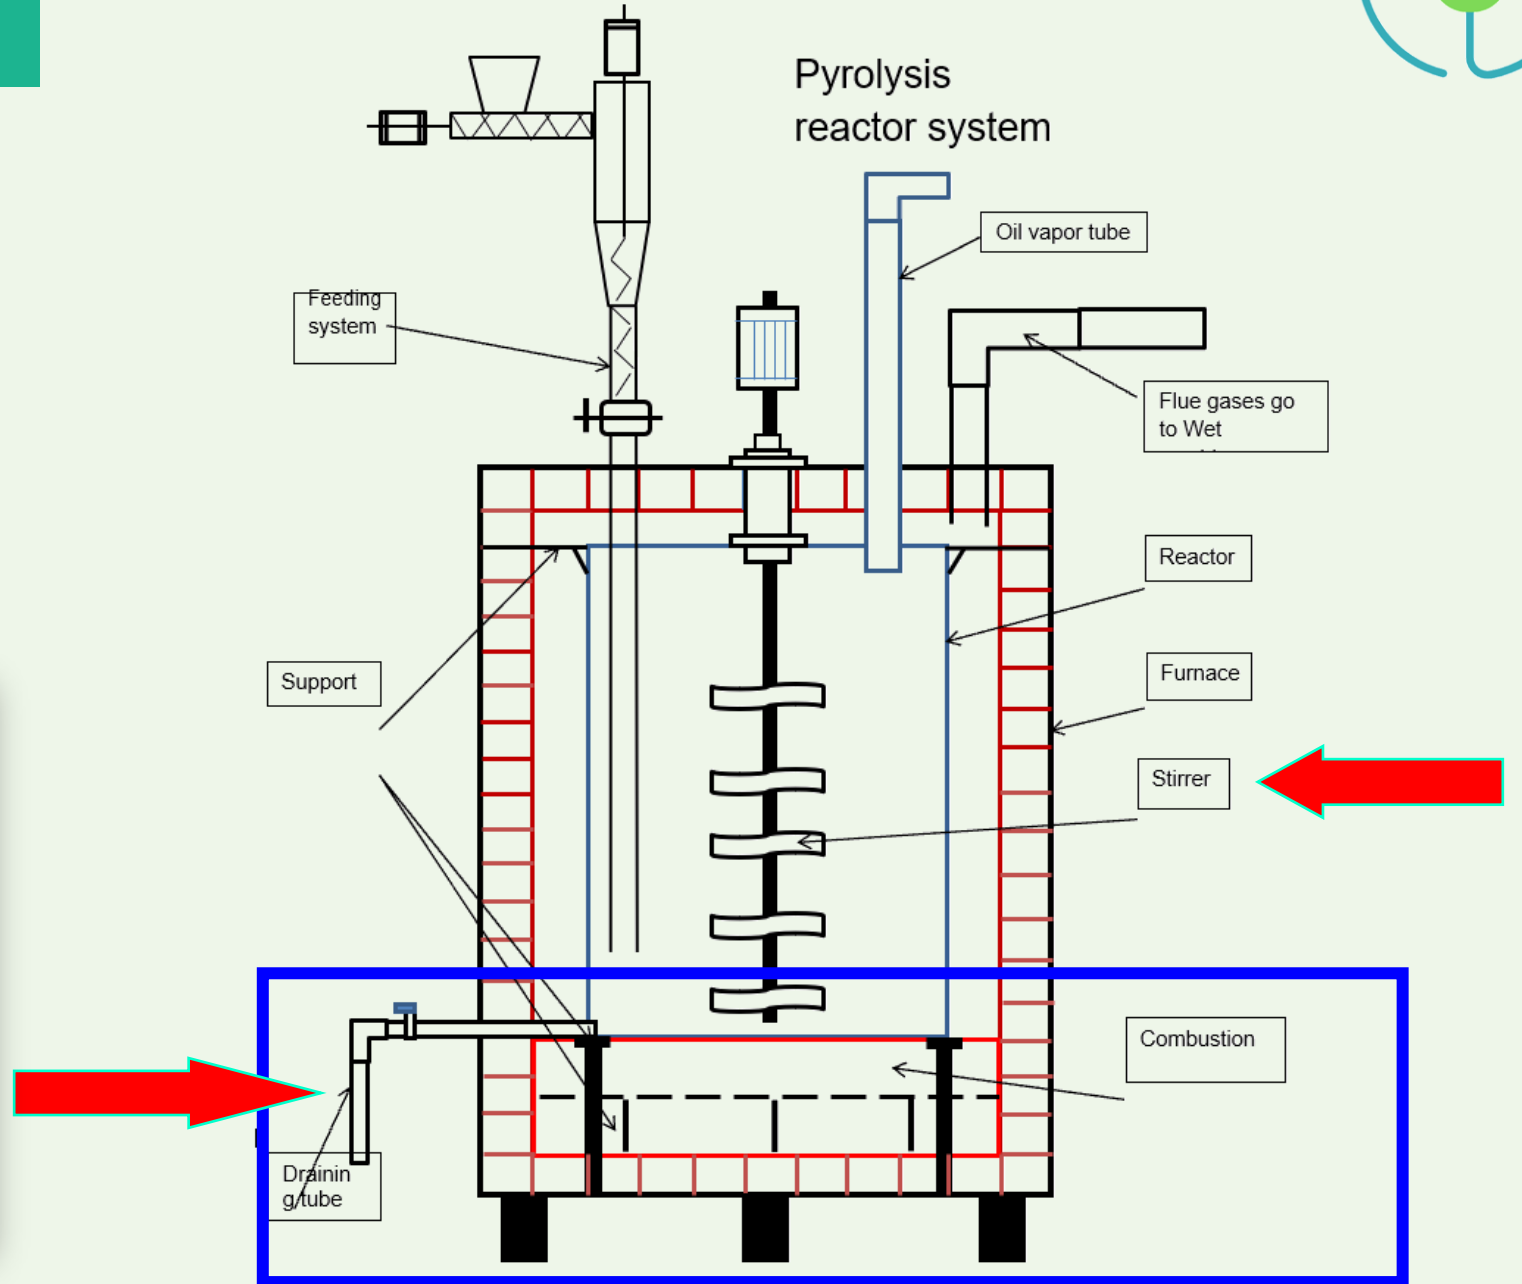 Pyrolysis
reactor system
Oil vapor tube
Feeding
system
Flue gases go
to Wet
Reactor
Support
Furnace
Stirrer
Combustion
Drainin
g tube